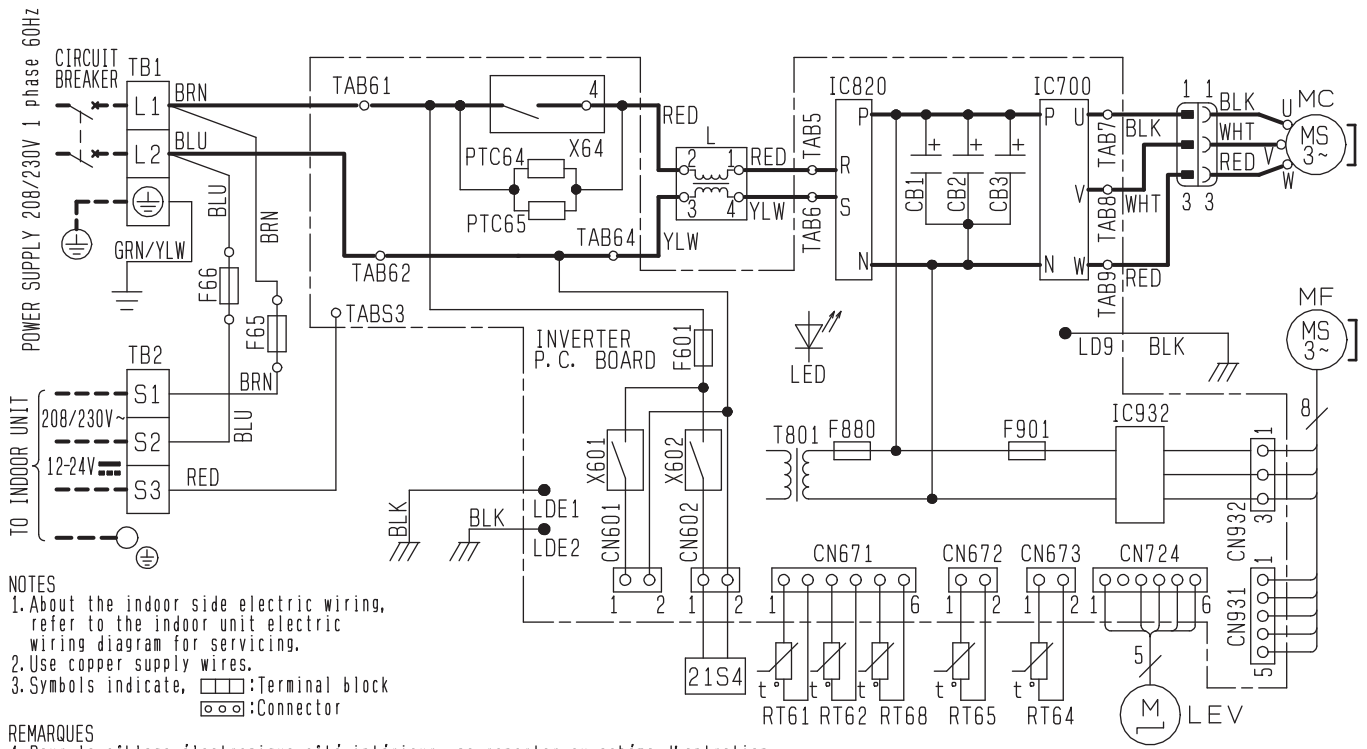 POWER SUPPLY 208/230V 1 phase 60Hz
CIRCUIT
BREAKER
TB1
L1
L2
BRN
BLU
GRN/YLW
BLU
BRN
F66
F65
TB2
S1
S2
S3
BRN
BLU
RED
TO INDOOR UNIT
208/230V~
12-24V
TAB61
TAB62
TABS3
4
X64
PTC64
PTC65
TAB64
RED
YLW
L
2 1
3 4
RED
YLW
TAB5
TAB6
IC820
P
R
S
N
CB1
+
CB2
+
CB3
+
IC700
P
N
U
V
W
TAB7
TAB8
TAB9
BLK
WHT
RED
1 1
3 3
BLK
WHT
RED
U
V
W
MC
MS
3~
MF
MS
3~
8
INVERTER
P.C. BOARD
F601
LED
LD9 BLK
X601
X602
CN601
CN602
1 2
1 2
21S4
BLK
LDE1
BLK
LDE2
T801
F880
F901
IC932
CN932
1
3
CN931
1
5
CN671
1 6
CN672
1 2
CN673
1 2
CN724
1 6
t°
t°
t°
t°
RT61
RT62
RT68
RT65
RT64
5
M
LEV
NOTES
1. About the indoor side electric wiring,
refer to the indoor unit electric
wiring diagram for servicing.
2. Use copper supply wires.
3. Symbols indicate, :Terminal block
:Connector
REMARQUES